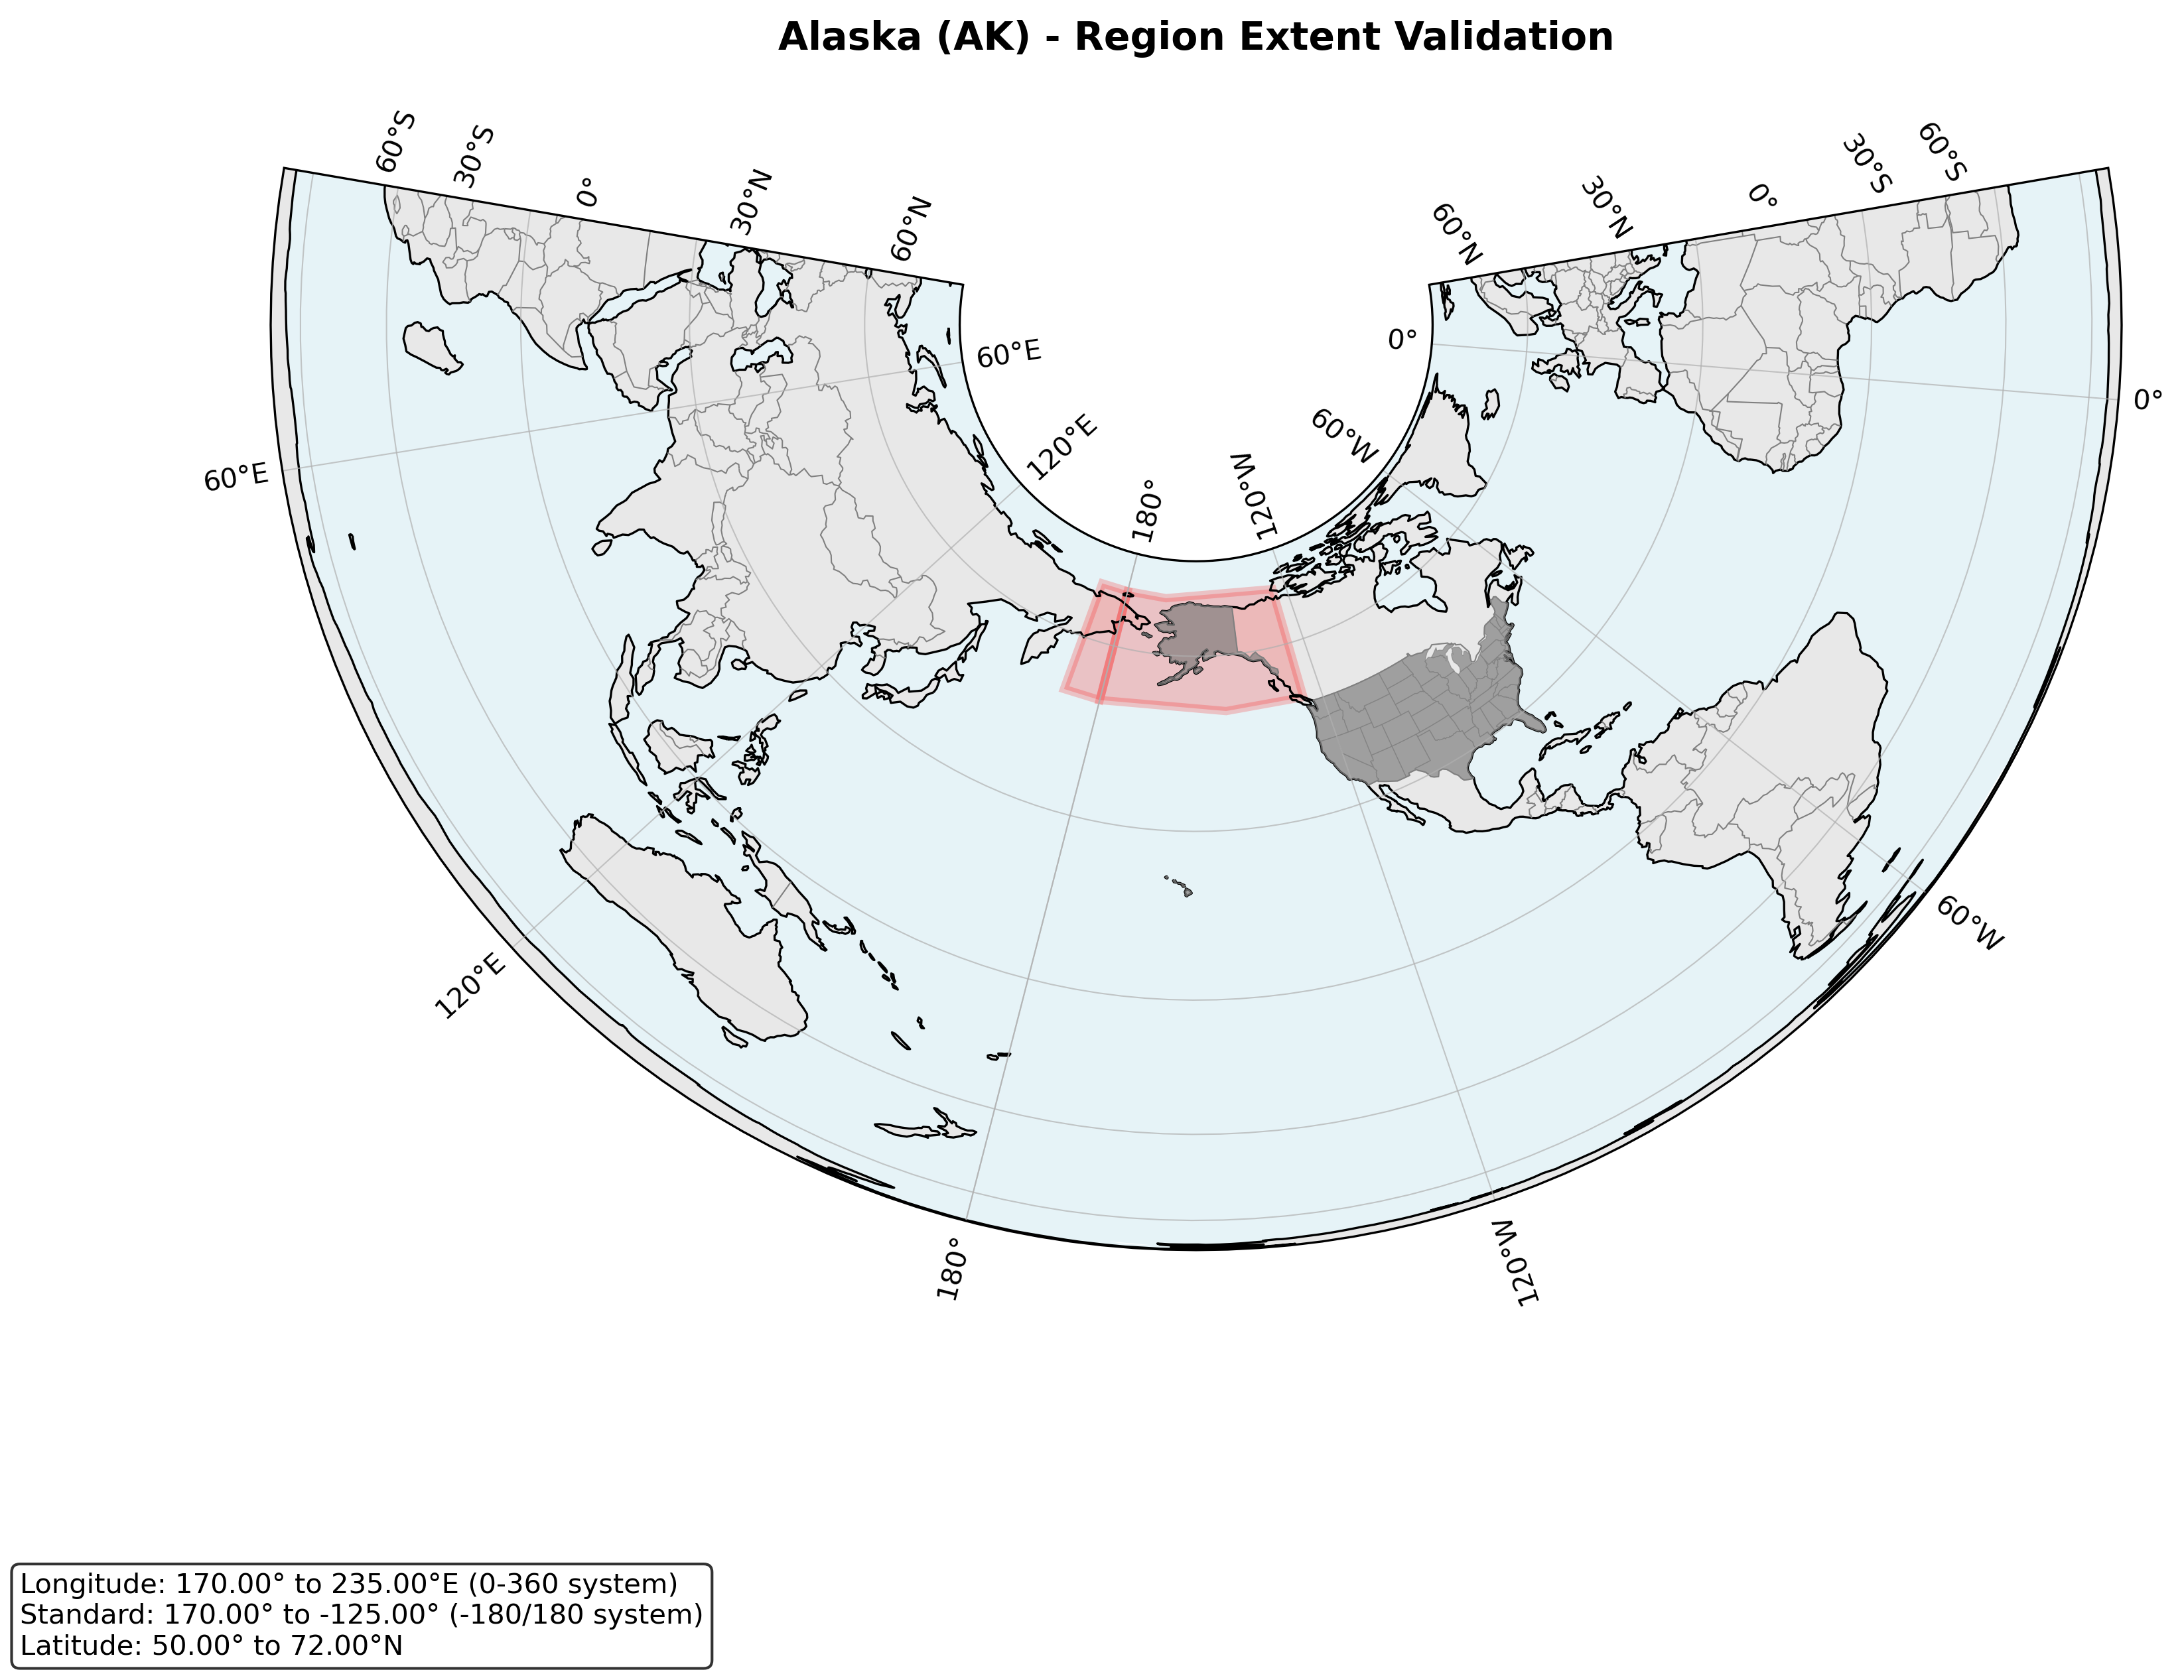 Alaska (AK) - Region Extent Validation
60°S
30°S
0°
30°N
60°N
60°N
30°N
0°
30°S
60°S
60°E
120°E
180°
120°W
60°W
0°
0°
60°E
120°E
180°
120°W
60°W
Longitude: 170.00° to 235.00°E (0-360 system)
Standard: 170.00° to -125.00° (-180/180 system)
Latitude: 50.00° to 72.00°N